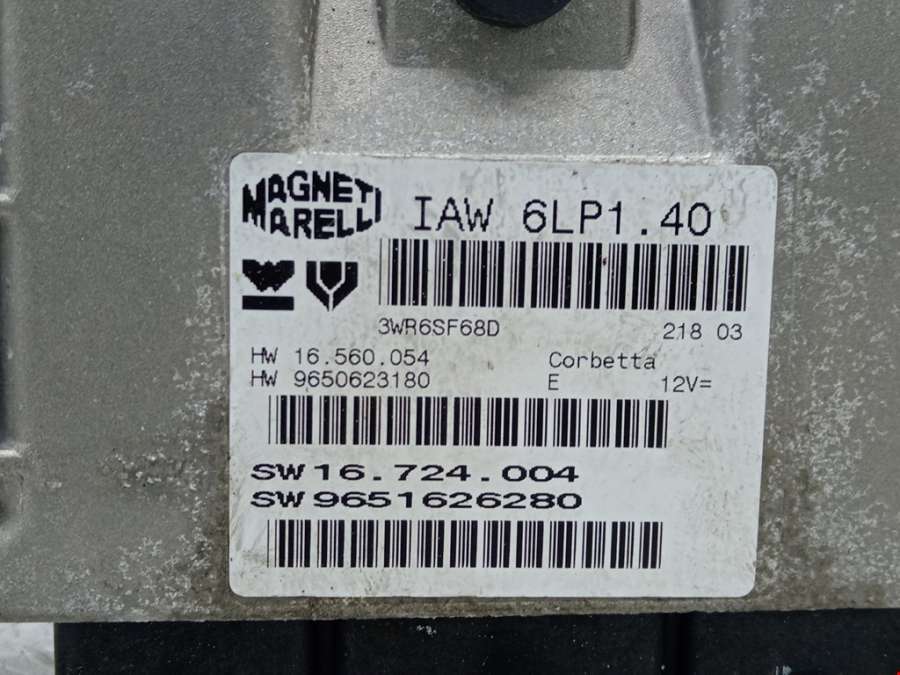 MAGNETI
MARELLI
IAW 6LP1.40
3WR6SF68D 218 03
HW 16.560.054 Corbetta
HW 9650623180 E 12V=
SW 16.724.004
SW 9651626280